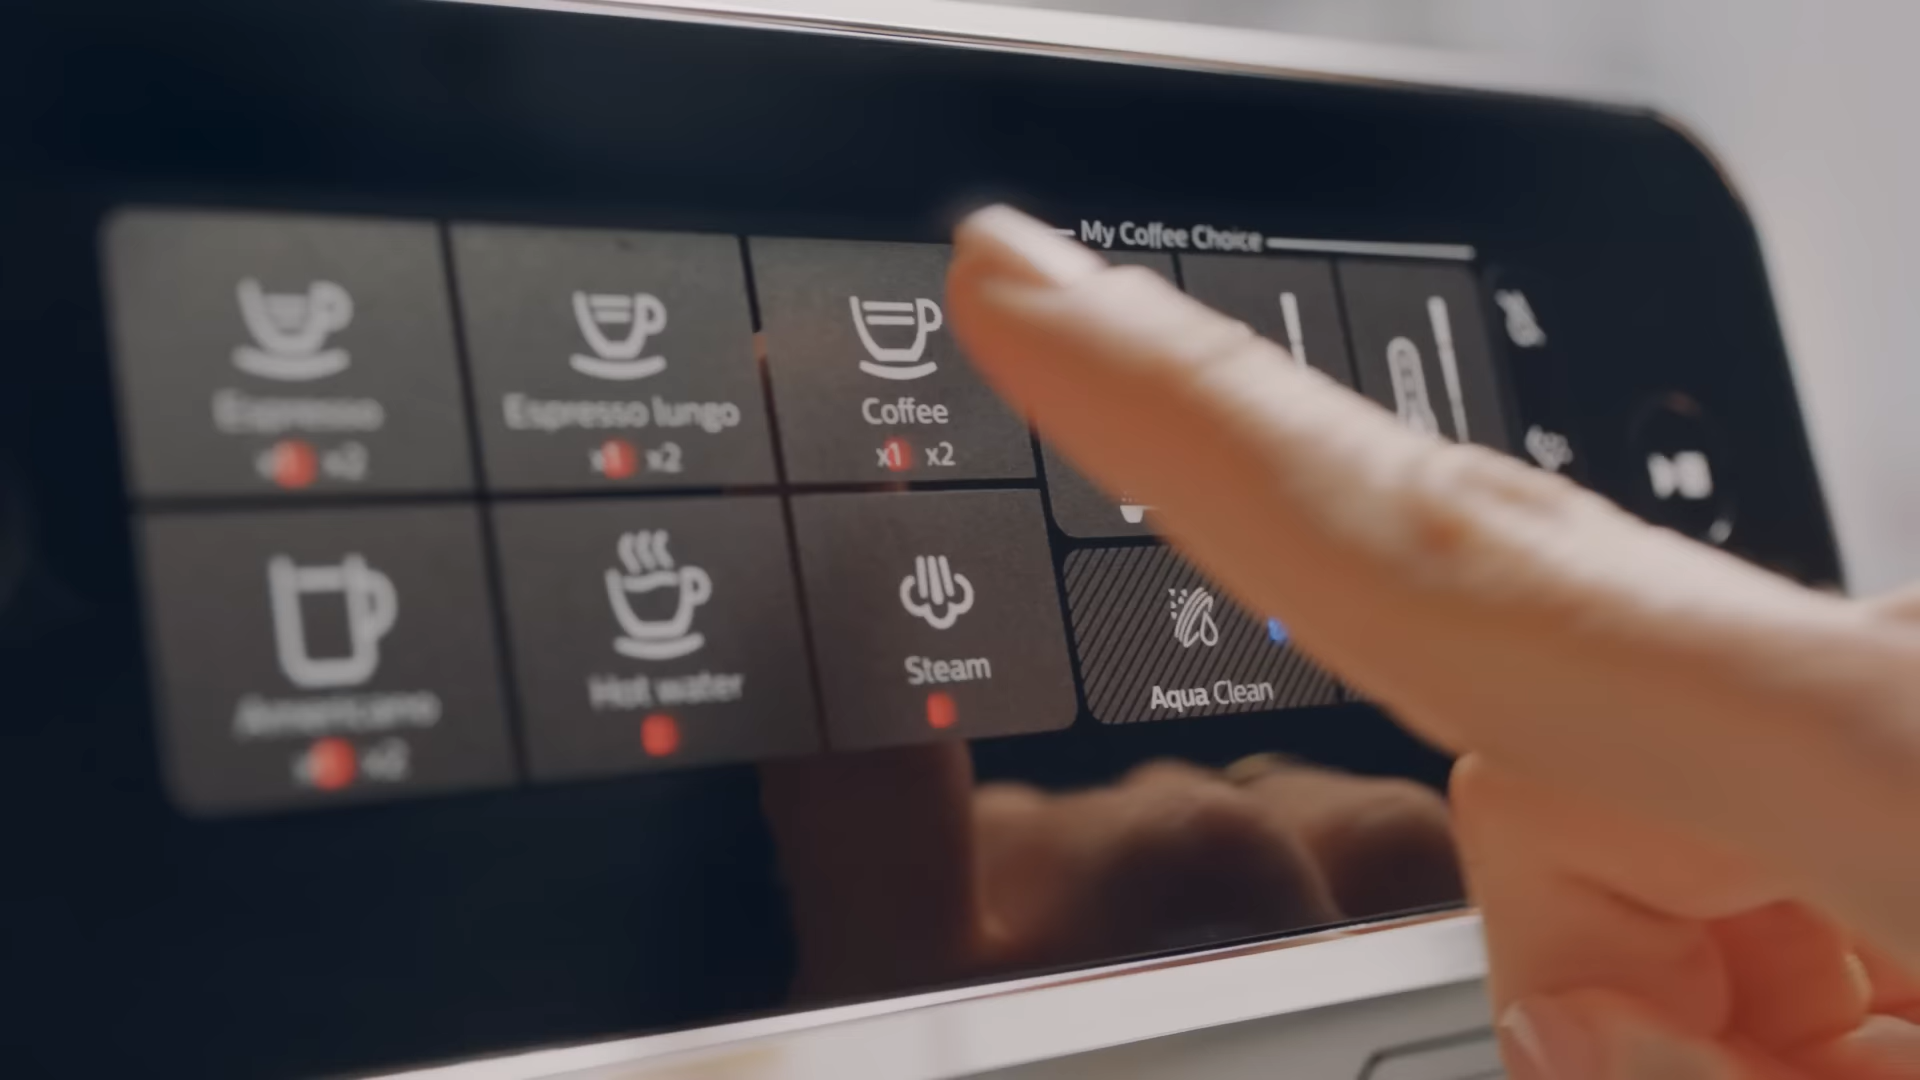 My Coffee Choice
Espresso
x2
Espresso lungo
x1 x2
Coffee
x1 x2
Americano
x2
Hot water
Steam
Aqua Clean